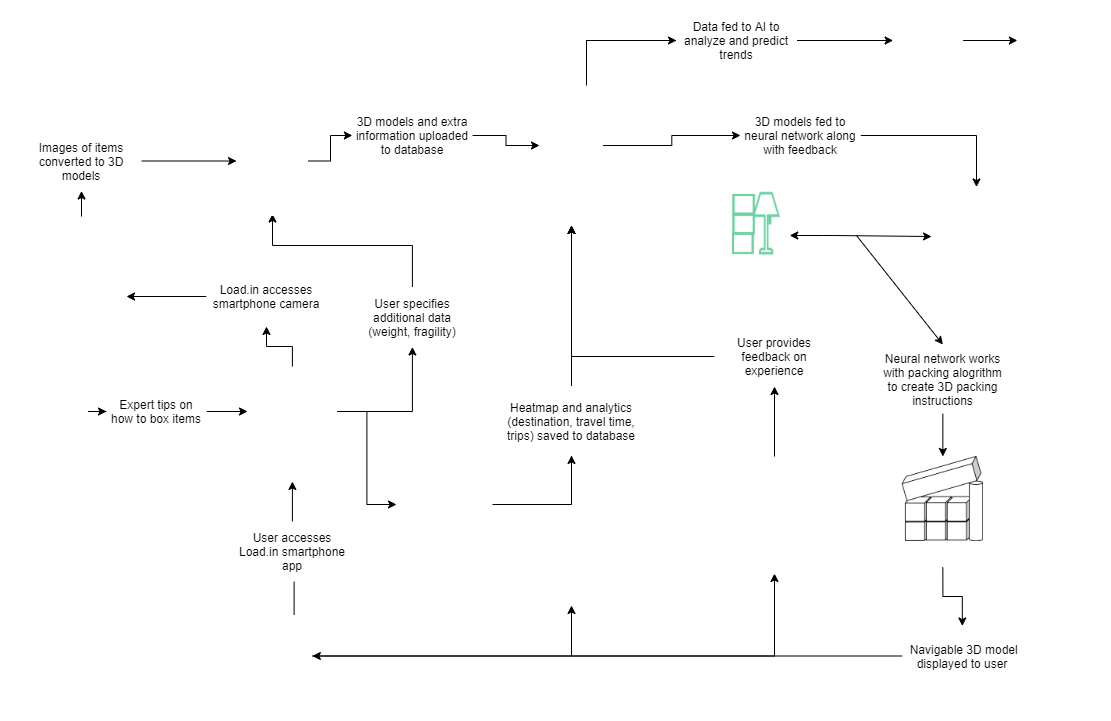 Data fed to AI to
analyze and predict
trends
3D models and extra
information uploaded
to database
3D models fed to
neural network along
with feedback
Images of items
converted to 3D
models
Load.in accesses
smartphone camera
User specifies
additional data
(weight, fragility)
User provides
feedback on
experience
Neural network works
with packing alogrithm
to create 3D packing
instructions
Expert tips on
how to box items
Heatmap and analytics
(destination, travel time,
trips) saved to database
User accesses
Load.in smartphone
app
Navigable 3D model
displayed to user